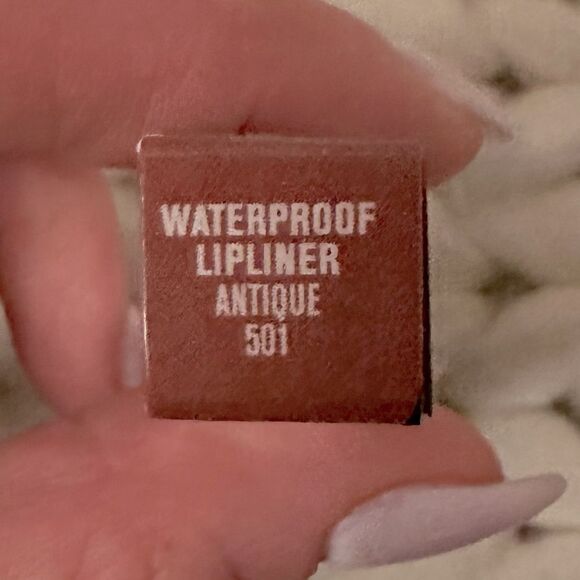 WATERPROOF
LIPLINER
ANTIQUE
501